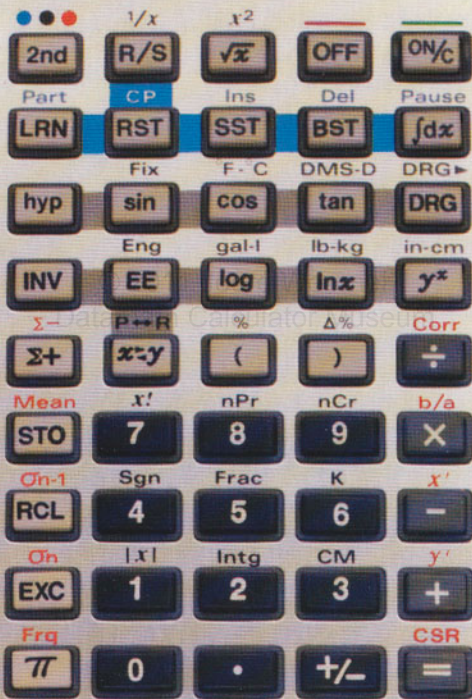 1/x x²
2nd R/S √x OFF ON/C
Part CP Ins Del Pause
LRN RST SST BST ∫dx
Fix F-C DMS-D DRG►
hyp sin cos tan DRG
Eng gal-l lb-kg in-cm
INV EE log lnx yˣ
Σ− P↔R % Δ% Corr
Datamath Calculator Museum
Σ+ x⇄y ( ) ÷
Mean x! nPr nCr b/a
STO 7 8 9 ×
σn-1 Sgn Frac K x'
RCL 4 5 6 −
σn |x| Intg CM y'
EXC 1 2 3 +
Frq CSR
π 0 . +/− =